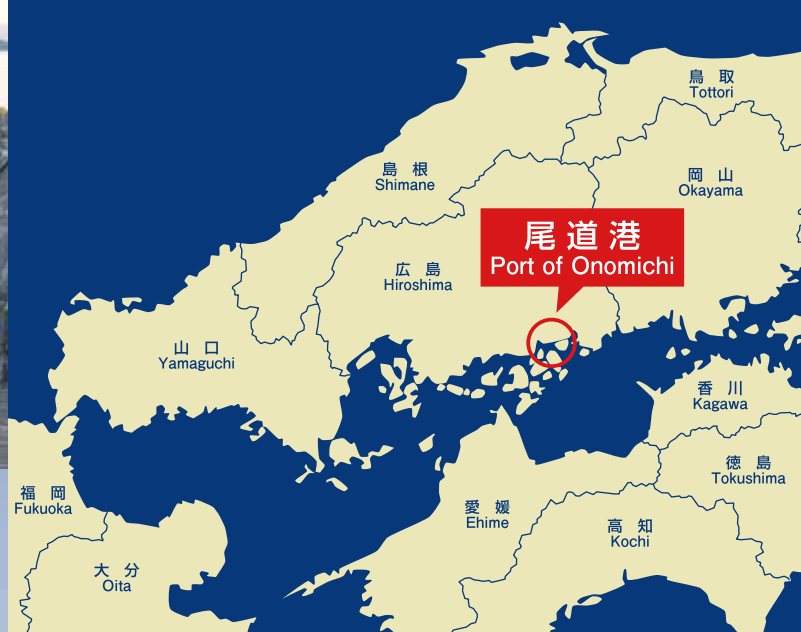 鳥取
Tottori
島根
Shimane
岡山
Okayama
尾道港
Port of Onomichi
広島
Hiroshima
山口
Yamaguchi
香川
Kagawa
徳島
Tokushima
福岡
Fukuoka
愛媛
Ehime
高知
Kochi
大分
Oita